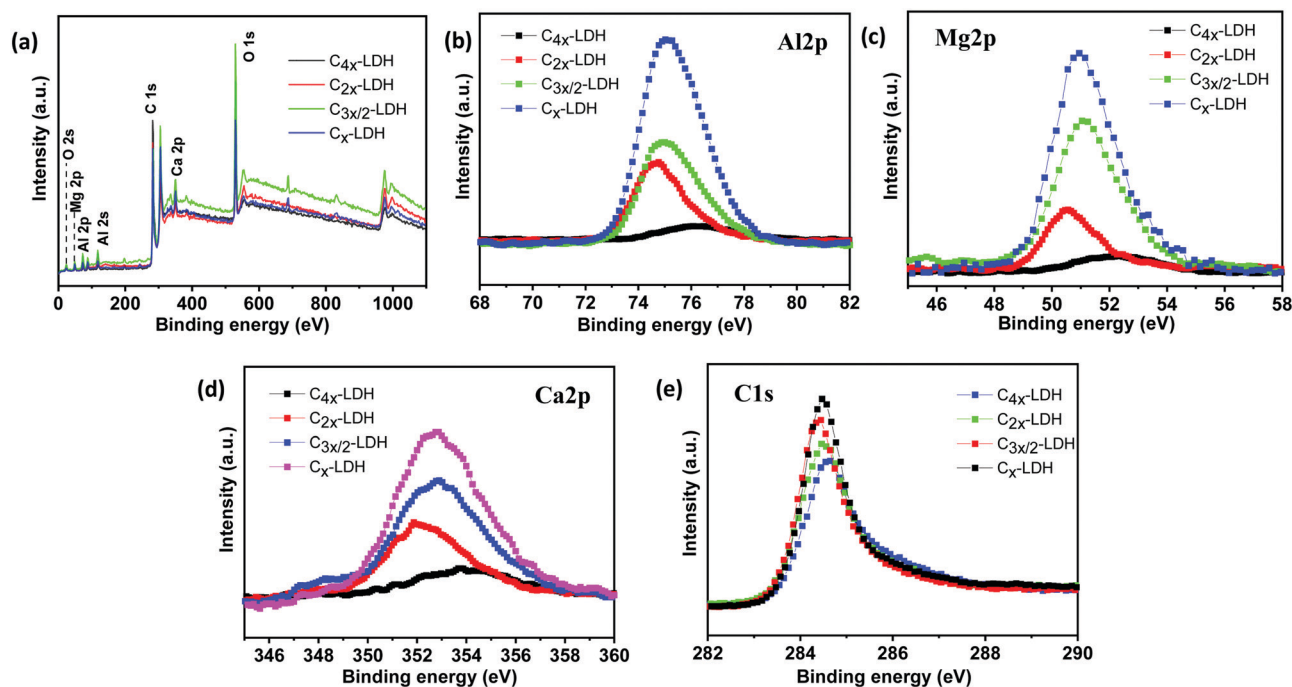 (a)
Intensity (a.u.)
O 2s
Mg 2p
Al 2p
Al 2s
C 1s
Ca 2p
O 1s
C4x-LDH
C2x-LDH
C3x/2-LDH
Cx-LDH
0 200 400 600 800 1000
Binding energy (eV)
(b)
Al2p
Intensity (a.u.)
C4x-LDH
C2x-LDH
C3x/2-LDH
Cx-LDH
68 70 72 74 76 78 80 82
Binding energy (eV)
(c)
Mg2p
Intensity (a.u.)
C4x-LDH
C2x-LDH
C3x/2-LDH
Cx-LDH
46 48 50 52 54 56 58
Binding energy (eV)
(d)
Ca2p
Intensity (a.u.)
C4x-LDH
C2x-LDH
C3x/2-LDH
Cx-LDH
346 348 350 352 354 356 358 360
Binding energy (eV)
(e)
C1s
Intensity (a.u.)
C4x-LDH
C2x-LDH
C3x/2-LDH
Cx-LDH
282 284 286 288 290
Binding energy (eV)